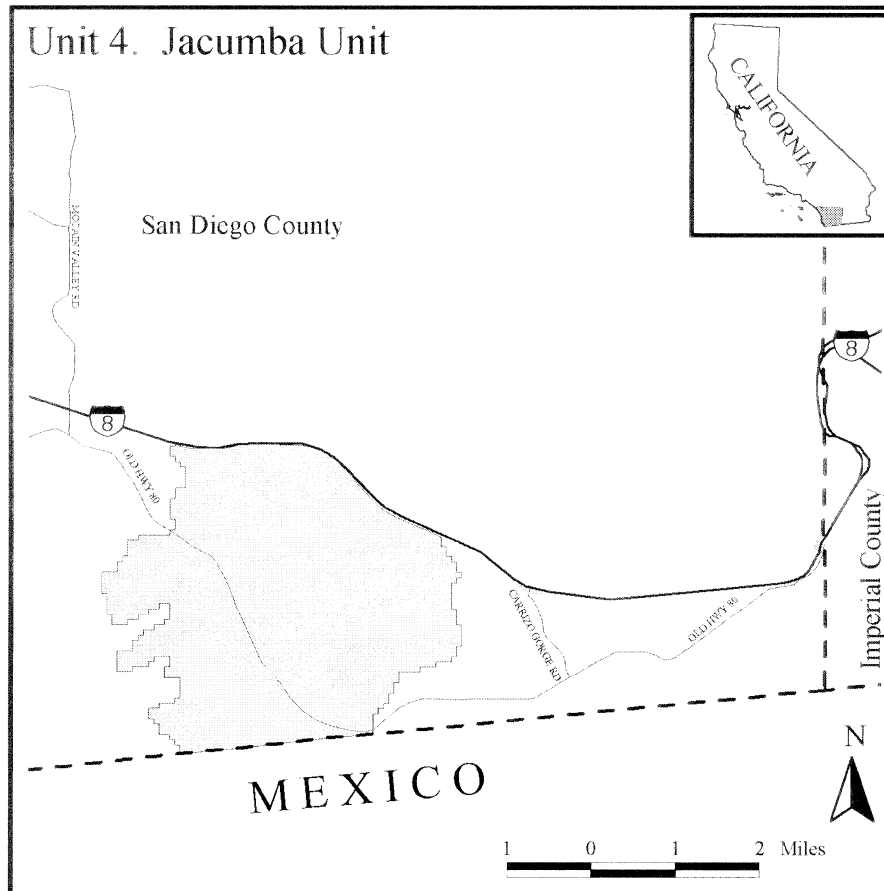 Unit 4. Jacumba Unit
CALIFORNIA
San Diego County
MCCAIN VALLEY RD
8
8
OLD HWY 80
CARRIZO GORGE RD
OLD HWY 80
Imperial County
MEXICO
N
1 0 1 2 Miles